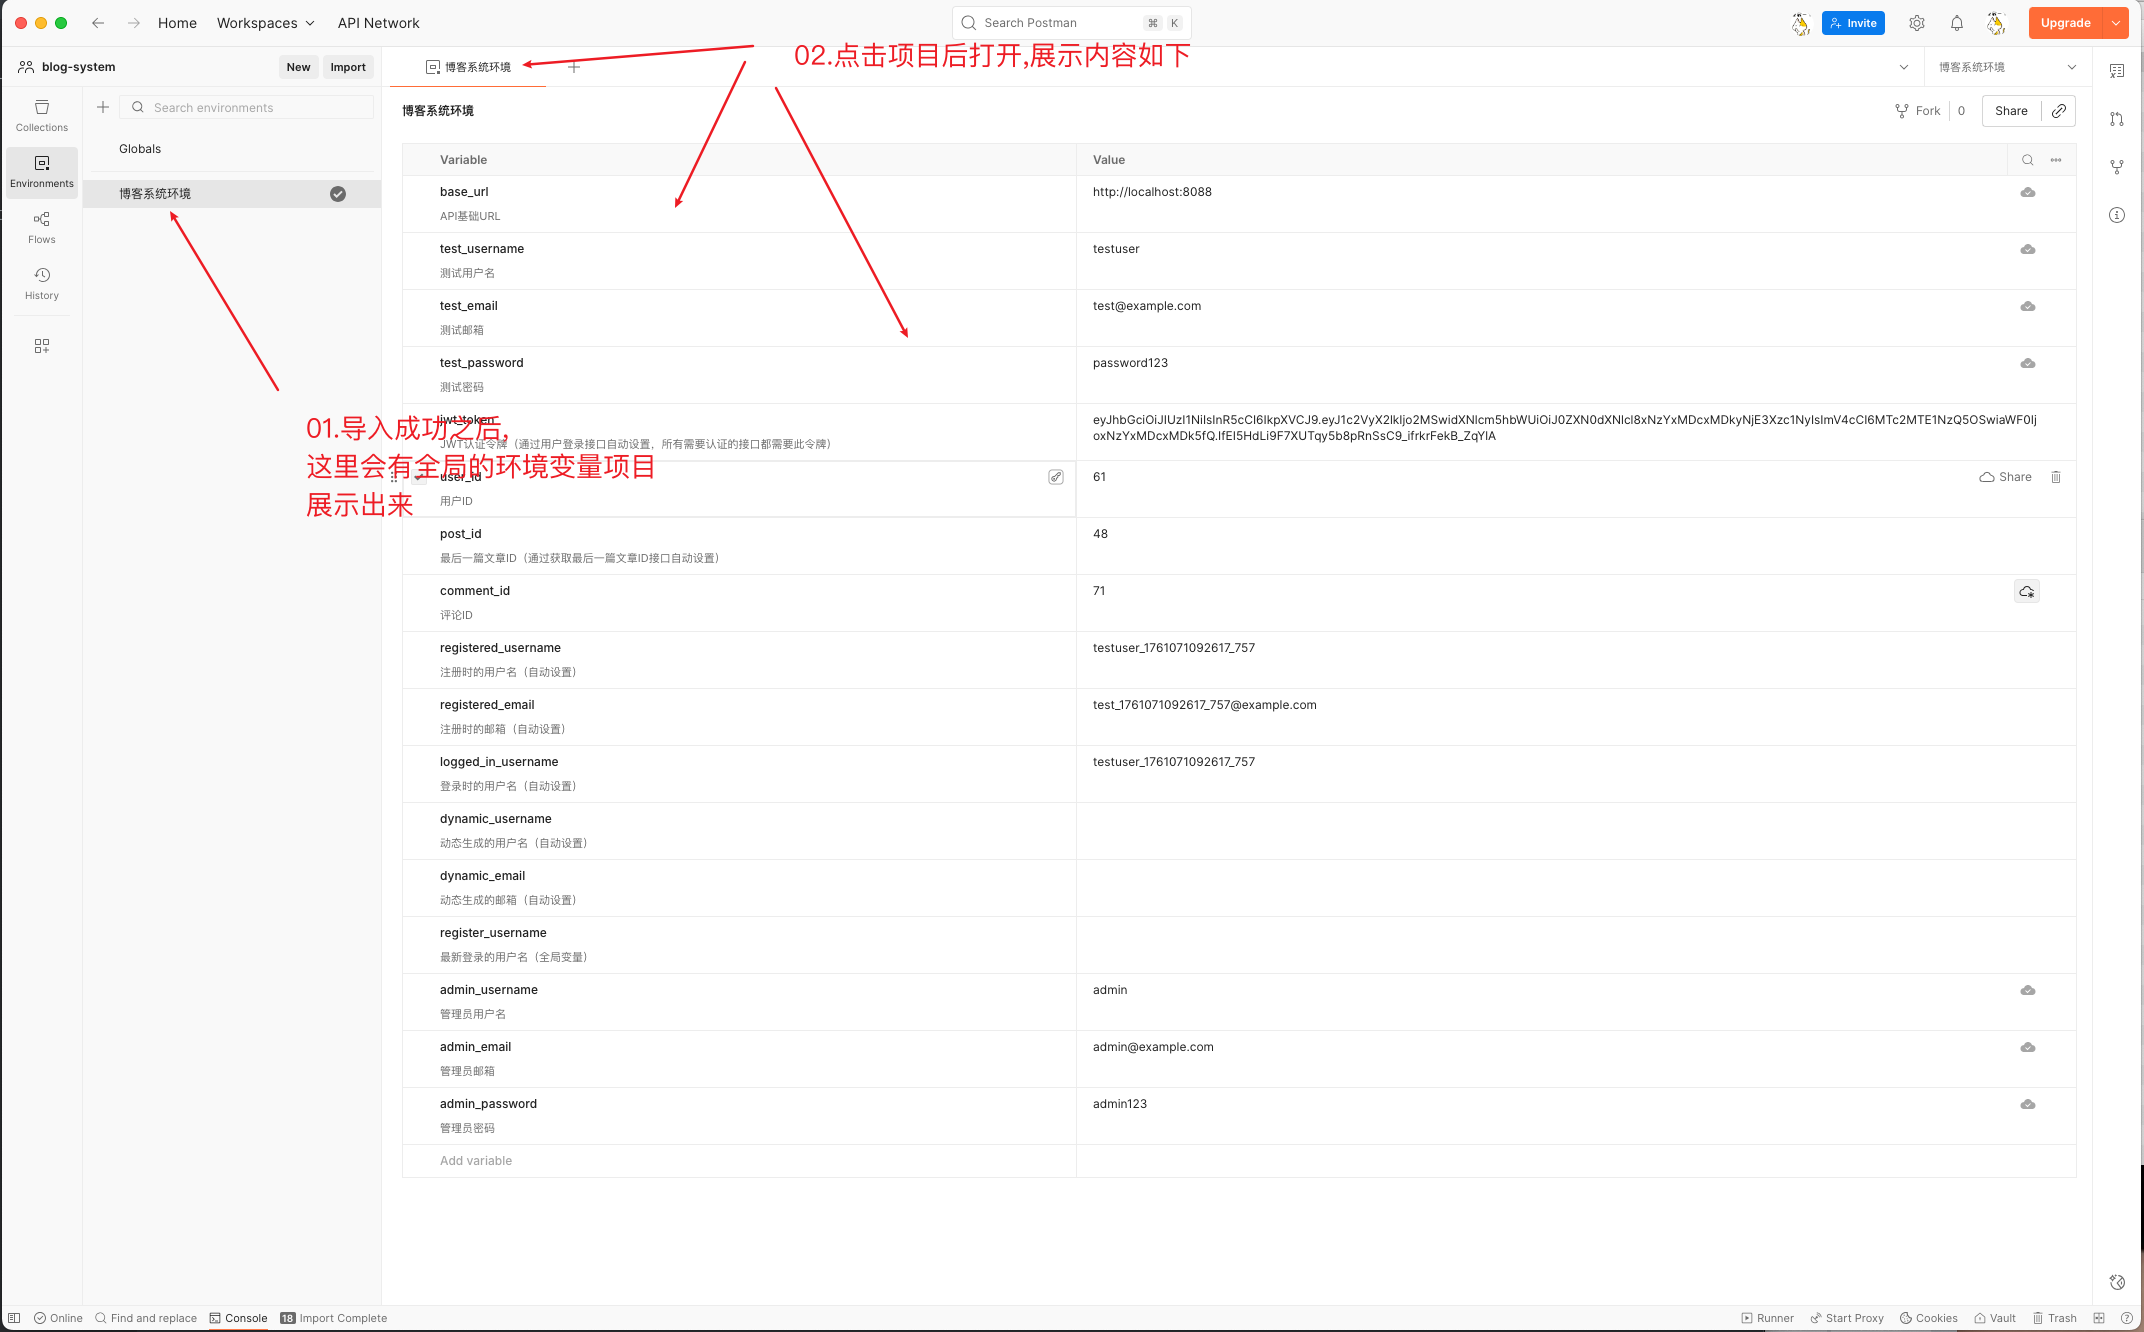 Home
Workspaces
API Network
Search Postman
⌘ K
Invite
Upgrade
blog-system
New
Import
博客系统环境
02.点击项目后打开,展示内容如下
博客系统环境
Collections
Search environments
博客系统环境
Fork 0
Share
Environments
Globals
博客系统环境
Flows
History
01.导入成功之后,
这里会有全局的环境变量项目
展示出来
Variable
Value
base_url
http://localhost:8088
API基础URL
test_username
testuser
测试用户名
test_email
test@example.com
测试邮箱
test_password
password123
测试密码
jwt_token
JWT认证令牌（通过用户登录接口自动设置，所有需要认证的接口都需要此令牌）
user_id
61
Share
用户ID
post_id
48
最后一篇文章ID（通过获取最后一篇文章ID接口自动设置）
comment_id
71
评论ID
registered_username
testuser_1761071092617_757
注册时的用户名（自动设置）
registered_email
test_1761071092617_757@example.com
注册时的邮箱（自动设置）
logged_in_username
testuser_1761071092617_757
登录时的用户名（自动设置）
dynamic_username
动态生成的用户名（自动设置）
dynamic_email
动态生成的邮箱（自动设置）
register_username
最新登录的用户名（全局变量）
admin_username
admin
管理员用户名
admin_email
admin@example.com
管理员邮箱
admin_password
admin123
管理员密码
Add variable
Online
Find and replace
Console
18 Import Complete
Runner
Start Proxy
Cookies
Vault
Trash